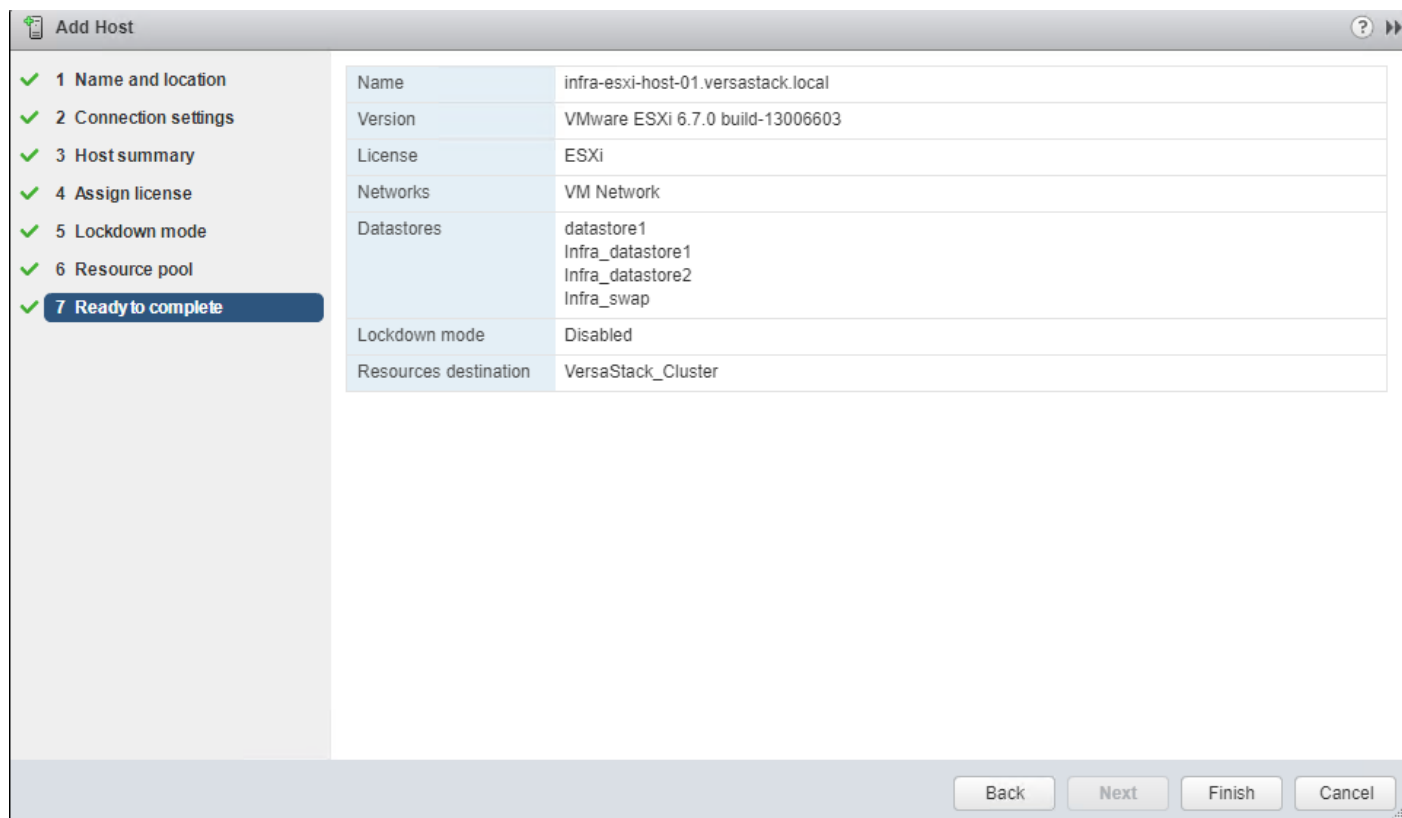 Add Host
?
1 Name and location
2 Connection settings
3 Host summary
4 Assign license
5 Lockdown mode
6 Resource pool
7 Ready to complete
Name infra-esxi-host-01.versastack.local
Version VMware ESXi 6.7.0 build-13006603
License ESXi
Networks VM Network
Datastores datastore1
Infra_datastore1
Infra_datastore2
Infra_swap
Lockdown mode Disabled
Resources destination VersaStack_Cluster
Back Next Finish Cancel